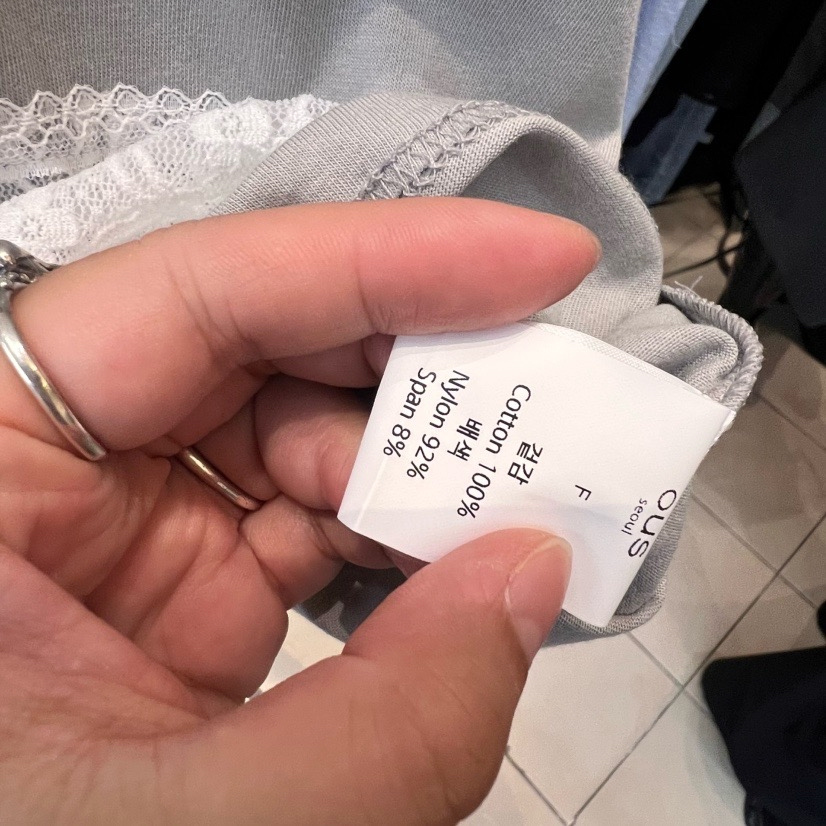 ous
seoul
F
겉감
Cotton 100%
배색
Nylon 92%
Span 8%